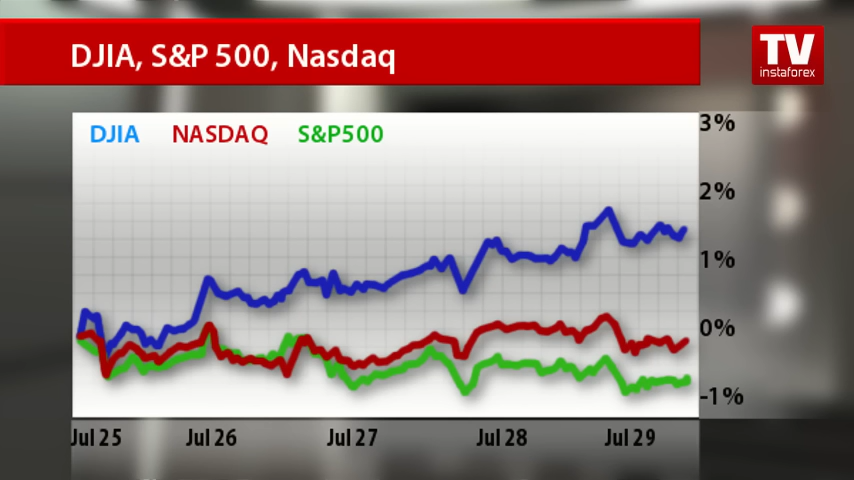 DJIA, S&P 500, Nasdaq
TV
instaforex
DJIA NASDAQ S&P500
3%
2%
1%
0%
-1%
Jul 25 Jul 26 Jul 27 Jul 28 Jul 29